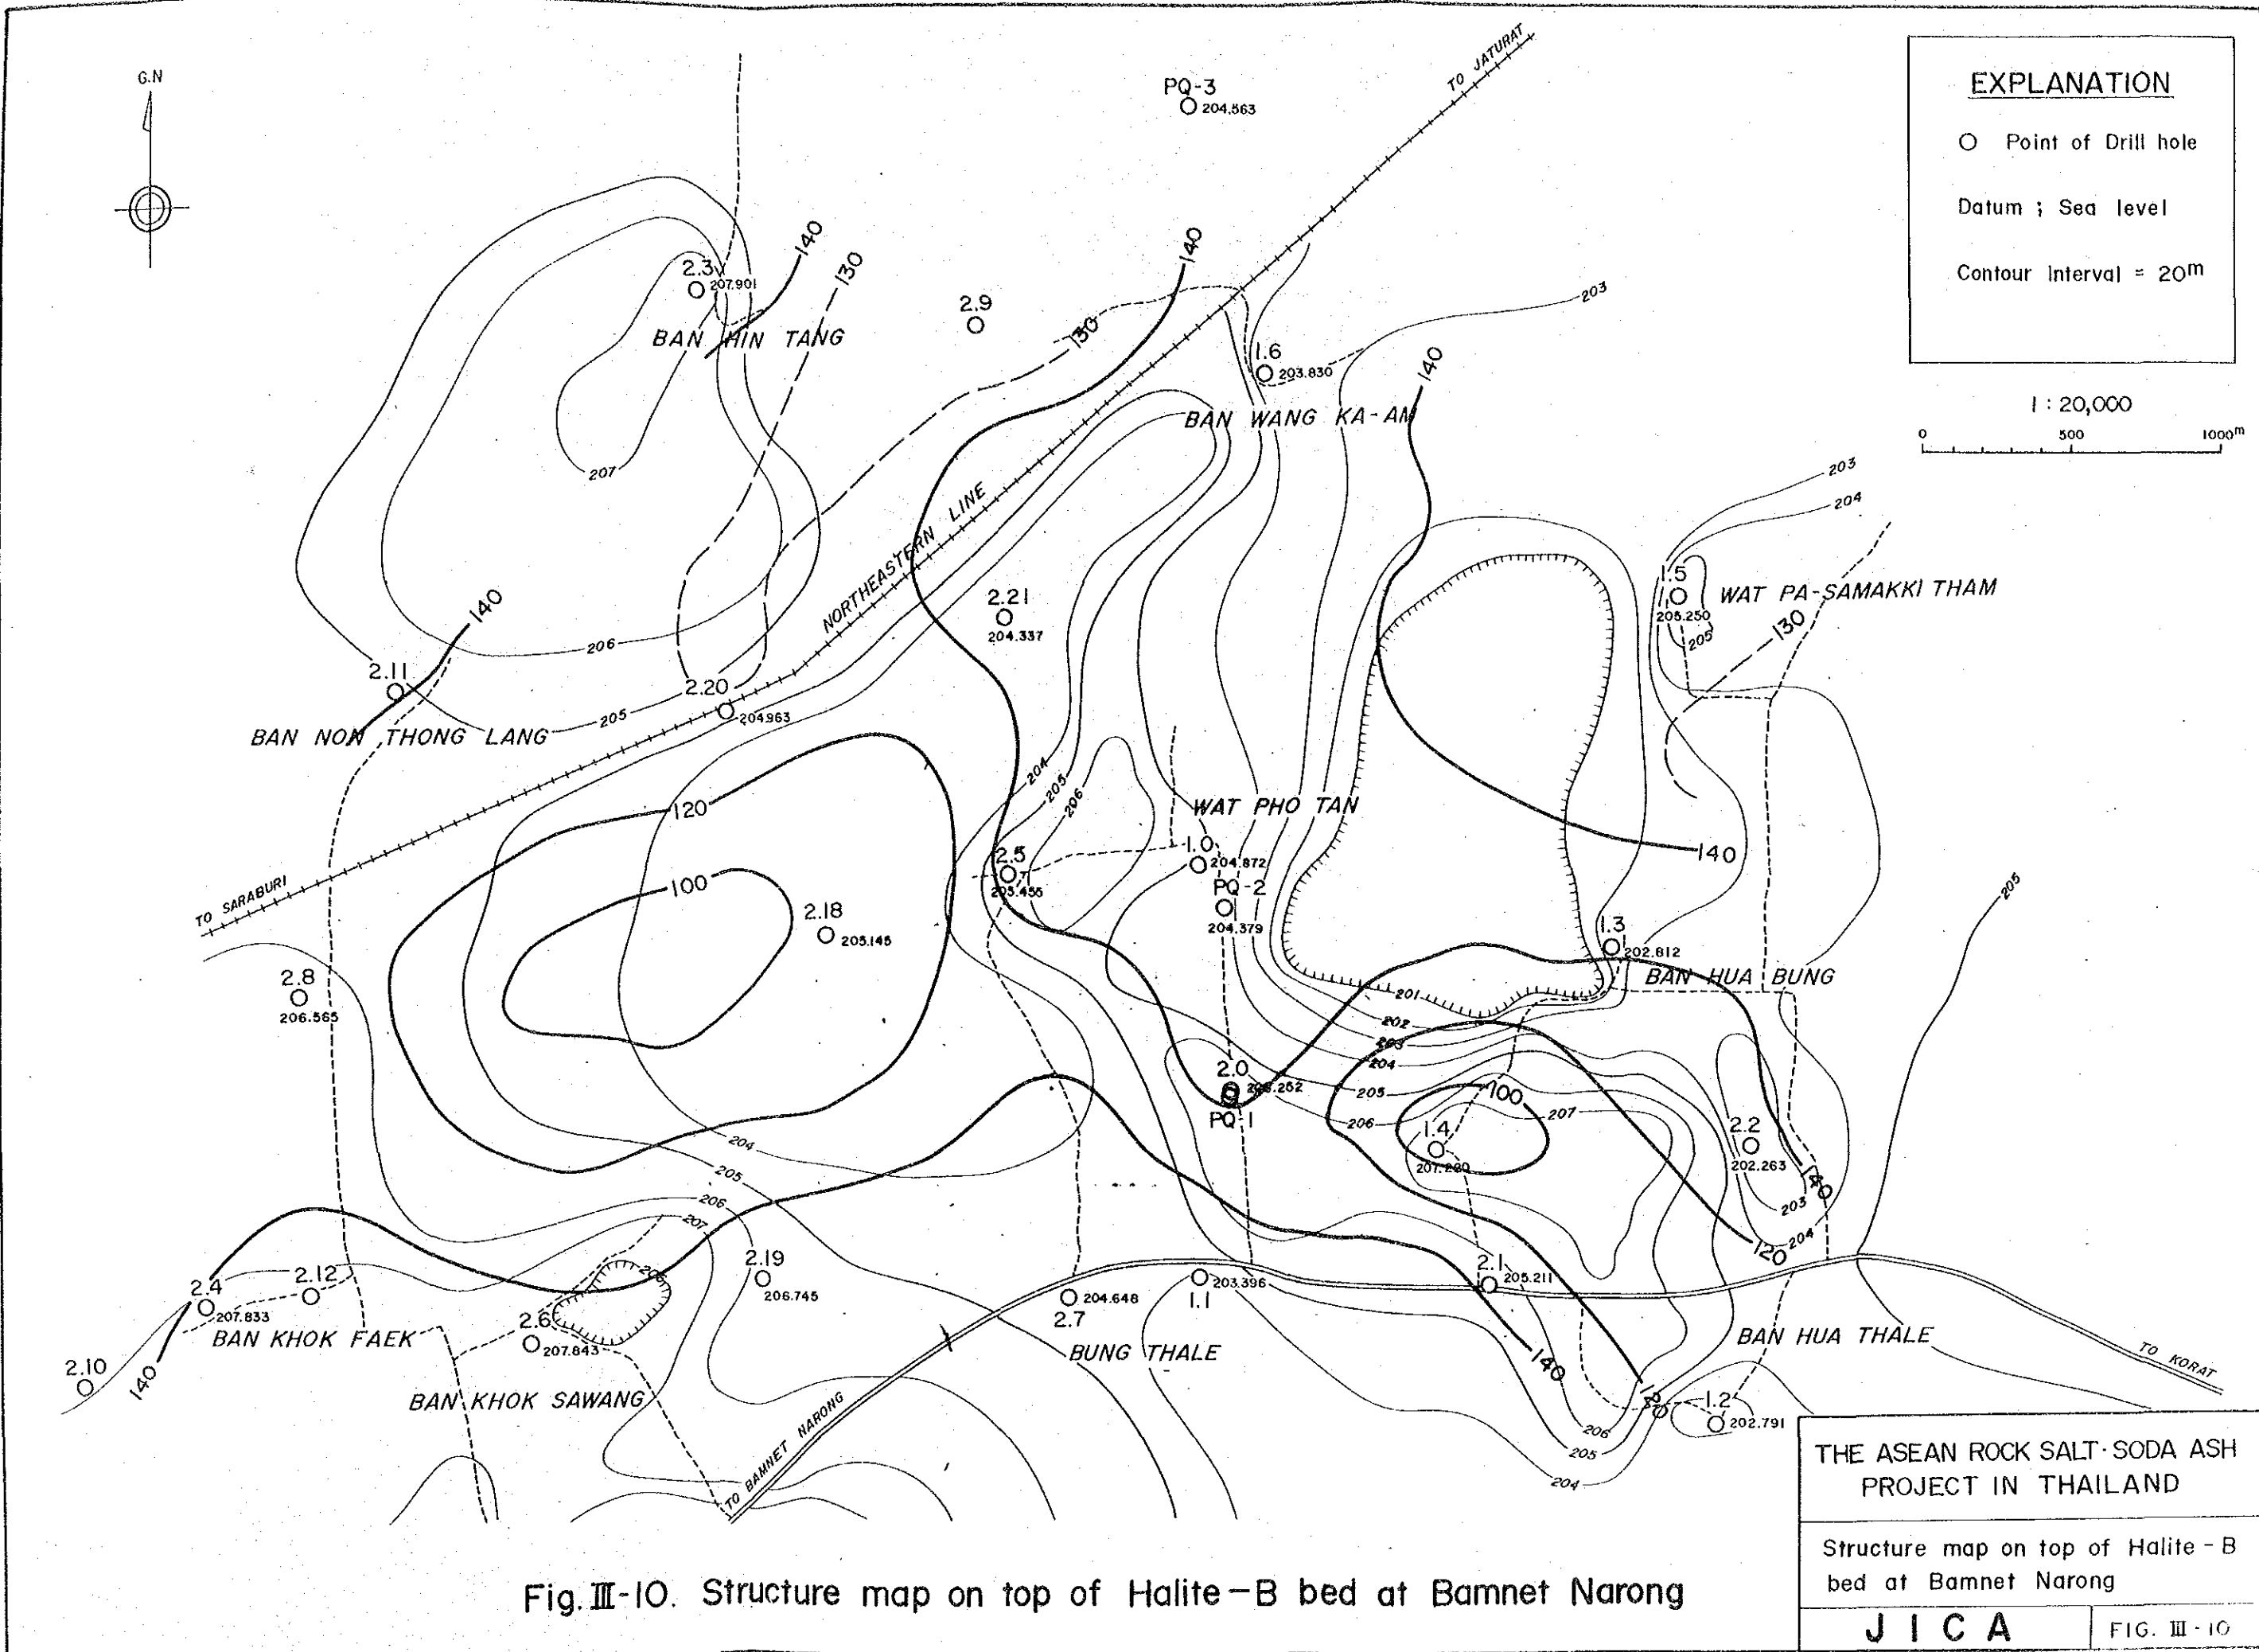 G.N
PQ-3
204.563
TO JATURAT
EXPLANATION
Point of Drill hole
Datum ; Sea level
Contour Interval = 20m
1 : 20,000
0 500 1000m
140
130
140
2.3
207.901
BAN HIN TANG
2.9
130
203
1.6
203.830
140
BAN WANG KA-AM
207
203
204
NORTHEASTERN LINE
140
2.21
204.337
1.5
205.250
205
WAT PA-SAMAKKI THAM
130
206
2.11
2.20
204.963
205
BAN NON THONG LANG
204
205
206
120
WAT PHO TAN
140
1.0
204.872
2.5
100
PQ-2
204.379
TO SARABURI
2.18
205.145
205
1.3
202.812
BAN HUA BUNG
2.8
206.565
201
202
203
204
2.0
PQ-1
205
206
100
207
1.4
2.2
202.263
204
205
206
207
140
203
204
120
2.4
207.833
2.12
2.19
206.745
2.1
205.211
203.396
1.1
204.648
2.7
BAN KHOK FAEK
2.6
207.843
BUNG THALE
BAN HUA THALE
TO KORAT
2.10
140
140
BAN KHOK SAWANG
120
1.2
202.791
206
205
204
TO BAMNET NARONG
THE ASEAN ROCK SALT·SODA ASH
PROJECT IN THAILAND
Structure map on top of Halite-B
bed at Bamnet Narong
JICA
FIG. III-10
Fig. III-10. Structure map on top of Halite-B bed at Bamnet Narong